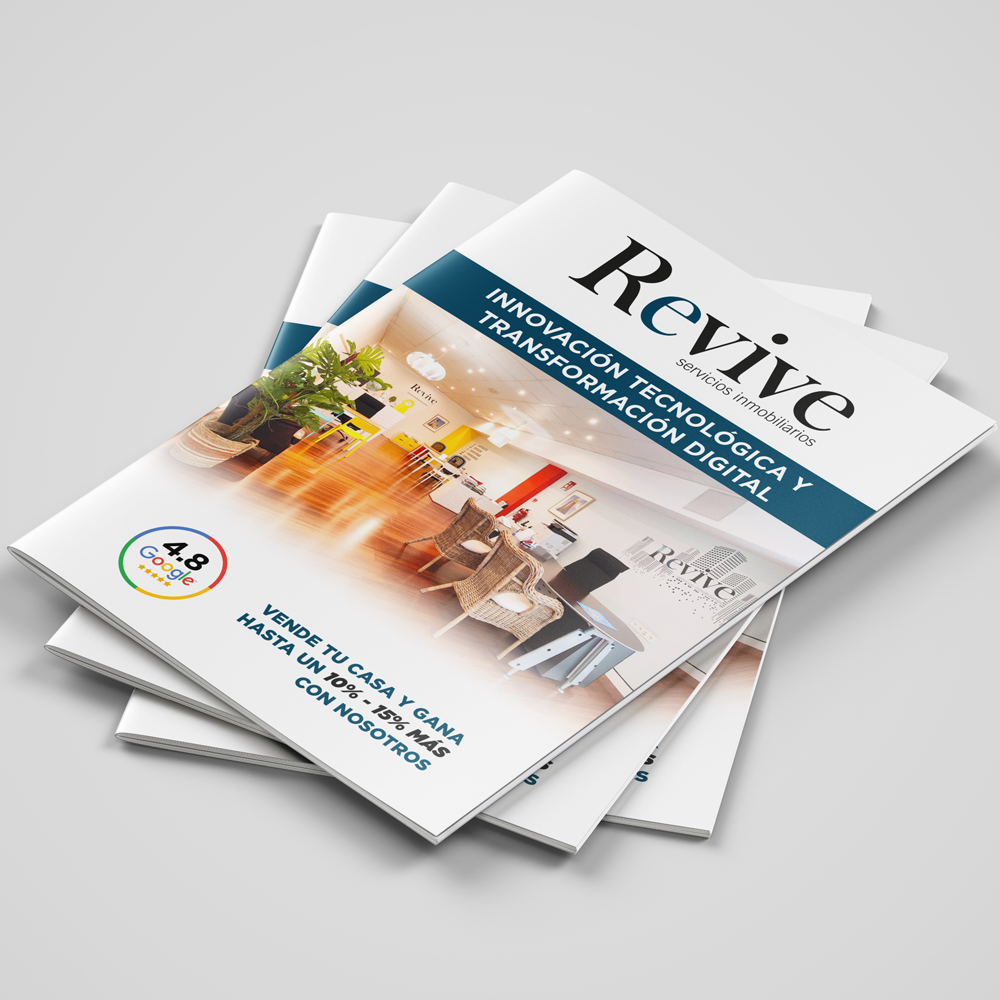 Revive
servicios inmobiliarios
INNOVACIÓN TECNOLÓGICA Y
TRANSFORMACIÓN DIGITAL
Revive
Revive
4.8
Google
VENDE TU CASA Y GANA
HASTA UN 10% - 15% MÁS
CON NOSOTROS
S
S